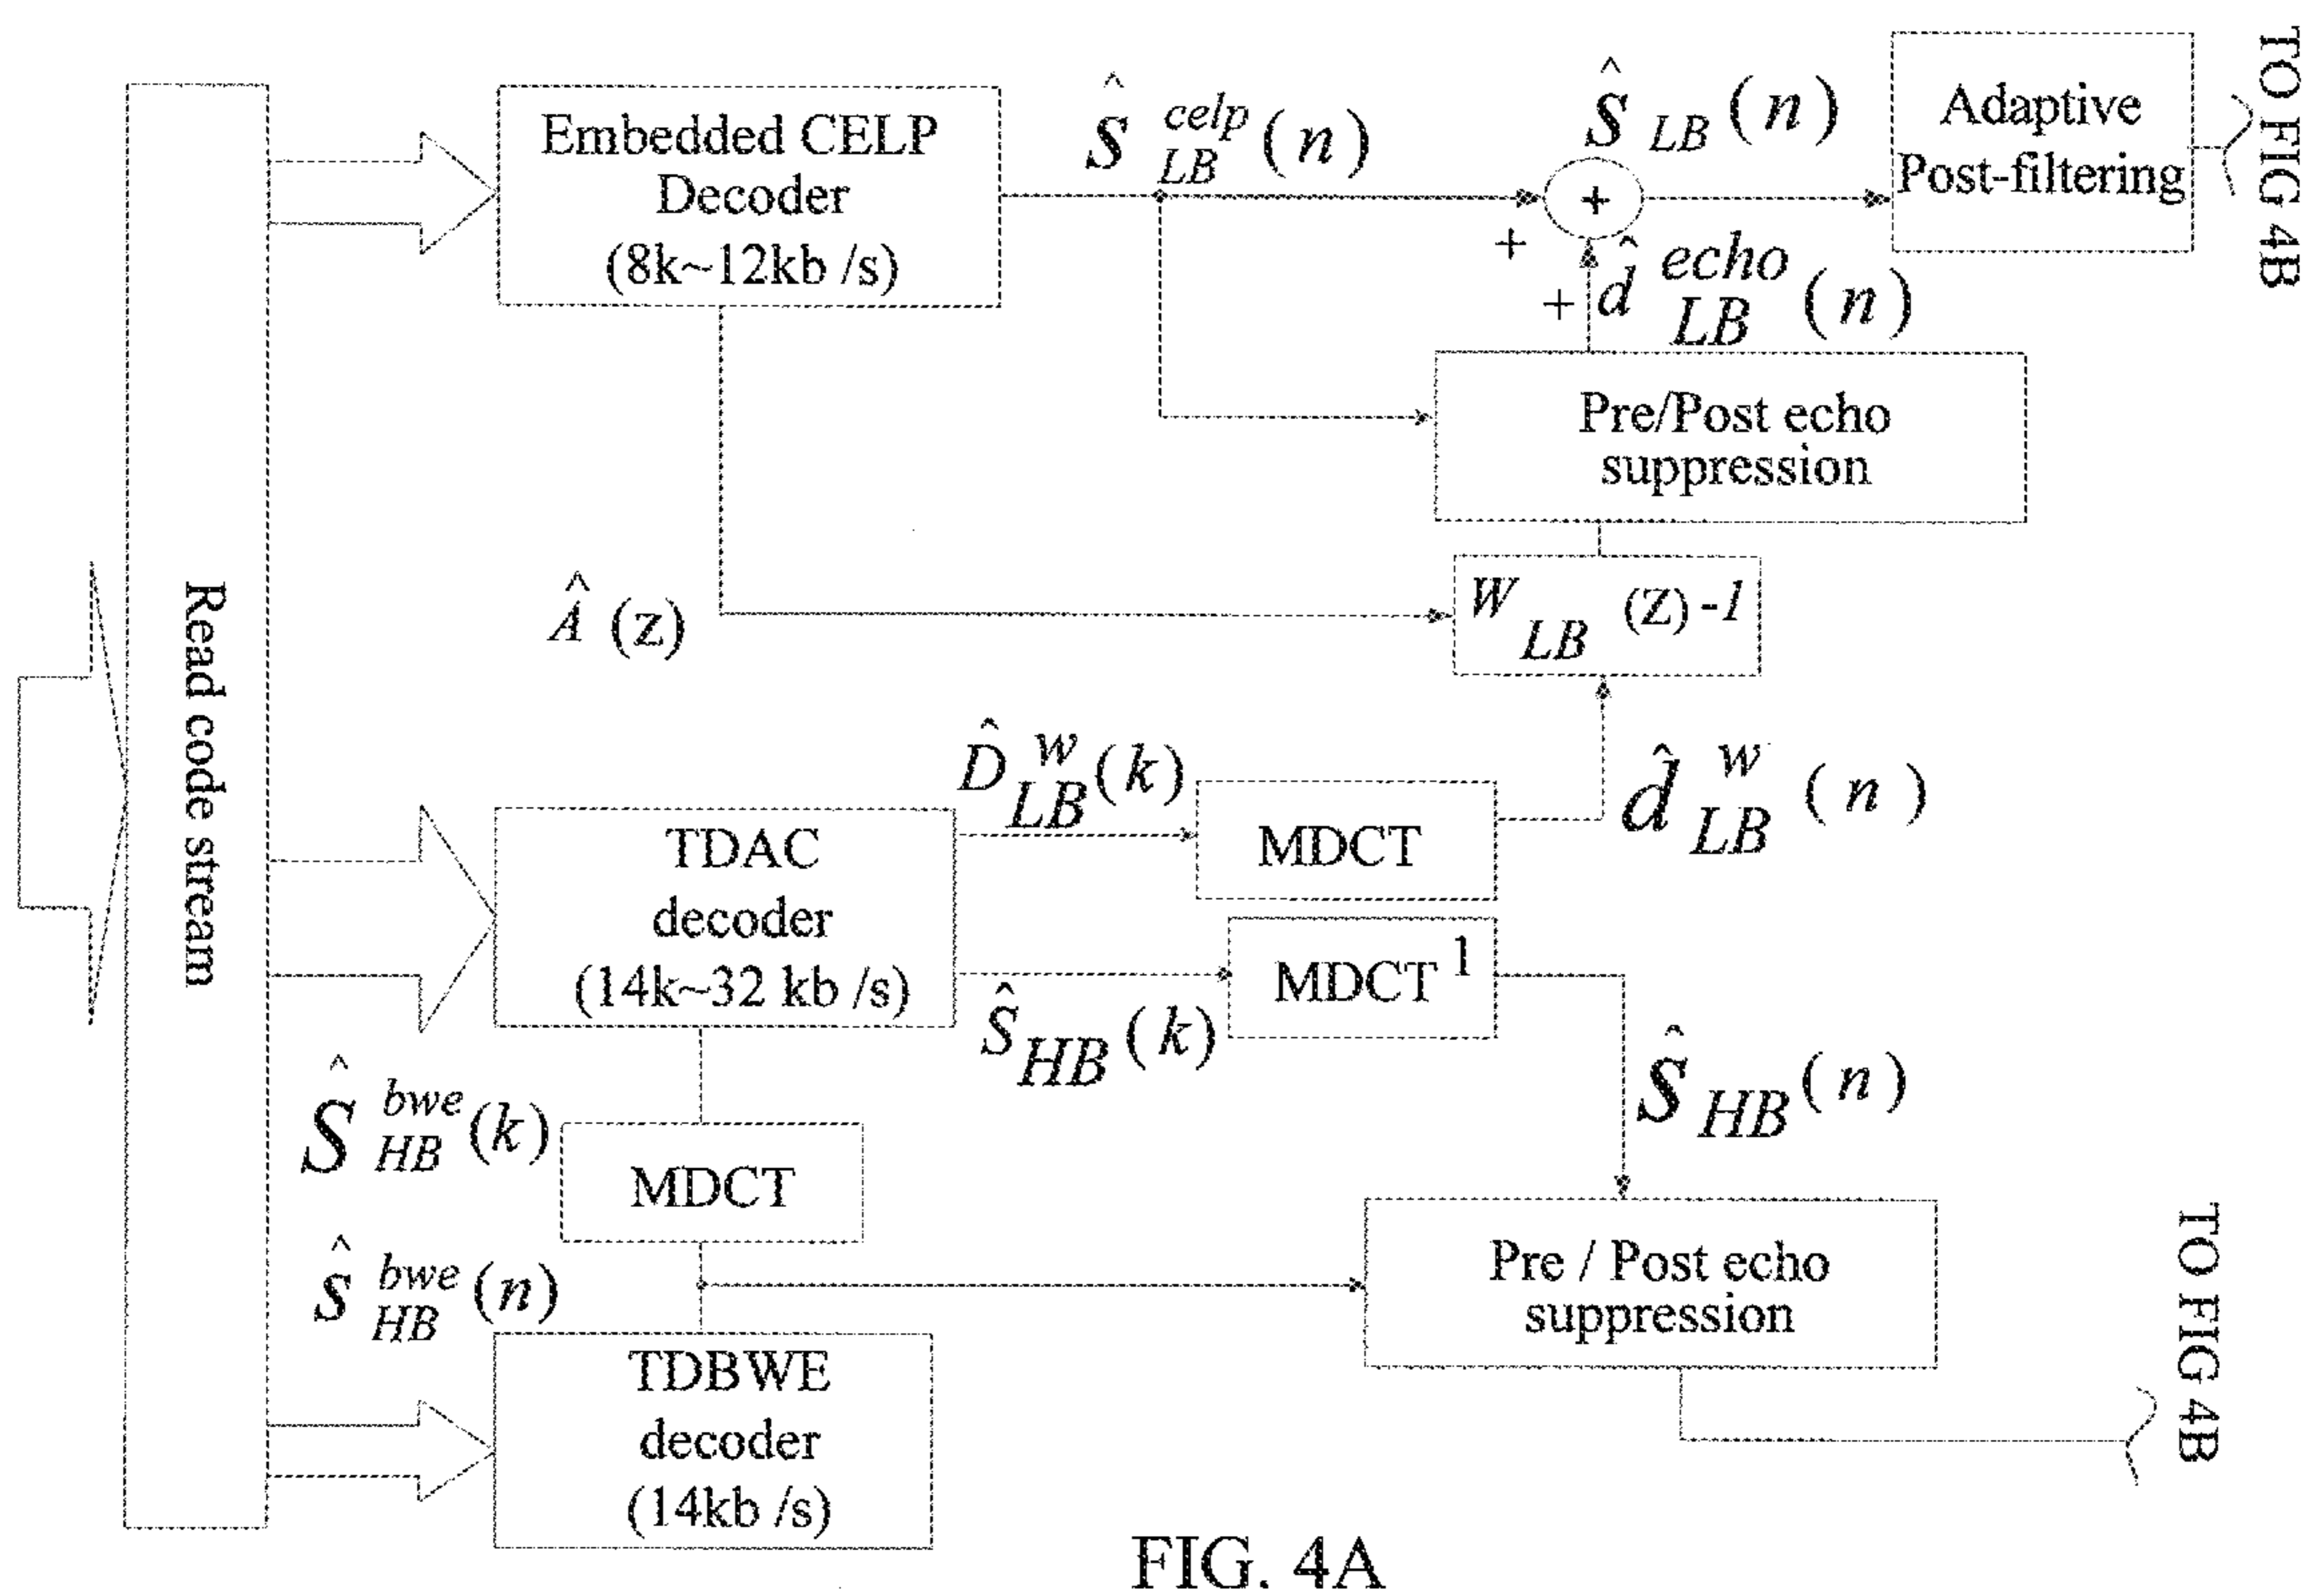 Read code stream
Embedded CELP
Decoder
(8k~12kb /s)
ŝ LB celp (n)
ŝ LB (n)
+
+
+
d̂ LB echo (n)
Adaptive
Post-filtering
TO FIG 4B
Pre/Post echo
suppression
Â (z)
W LB (Z) -1
D̂ LB w (k)
MDCT
d̂ LB w (n)
TDAC
decoder
(14k~32 kb /s)
ŝ HB (k)
MDCT 1
ŝ HB (n)
Ŝ HB bwe (k)
MDCT
ŝ HB bwe (n)
Pre / Post echo
suppression
TO FIG 4B
TDBWE
decoder
(14kb /s)
FIG. 4A